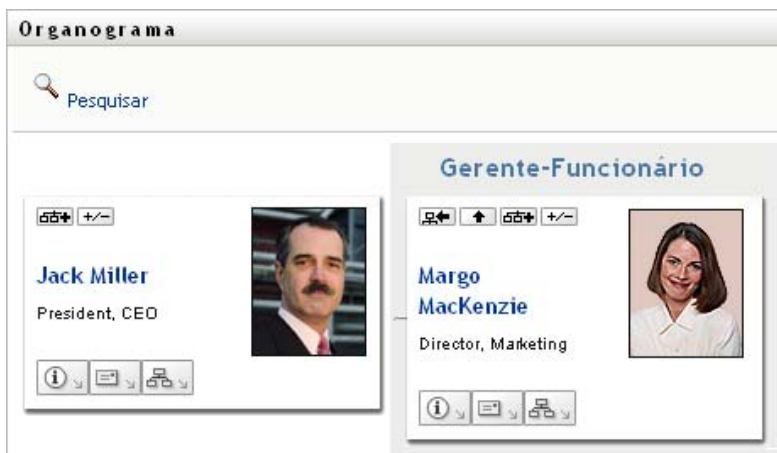 Organograma
Pesquisar
Gerente-Funcionário
+/-
+/-
Jack Miller
President, CEO
Margo
MacKenzie
Director, Marketing